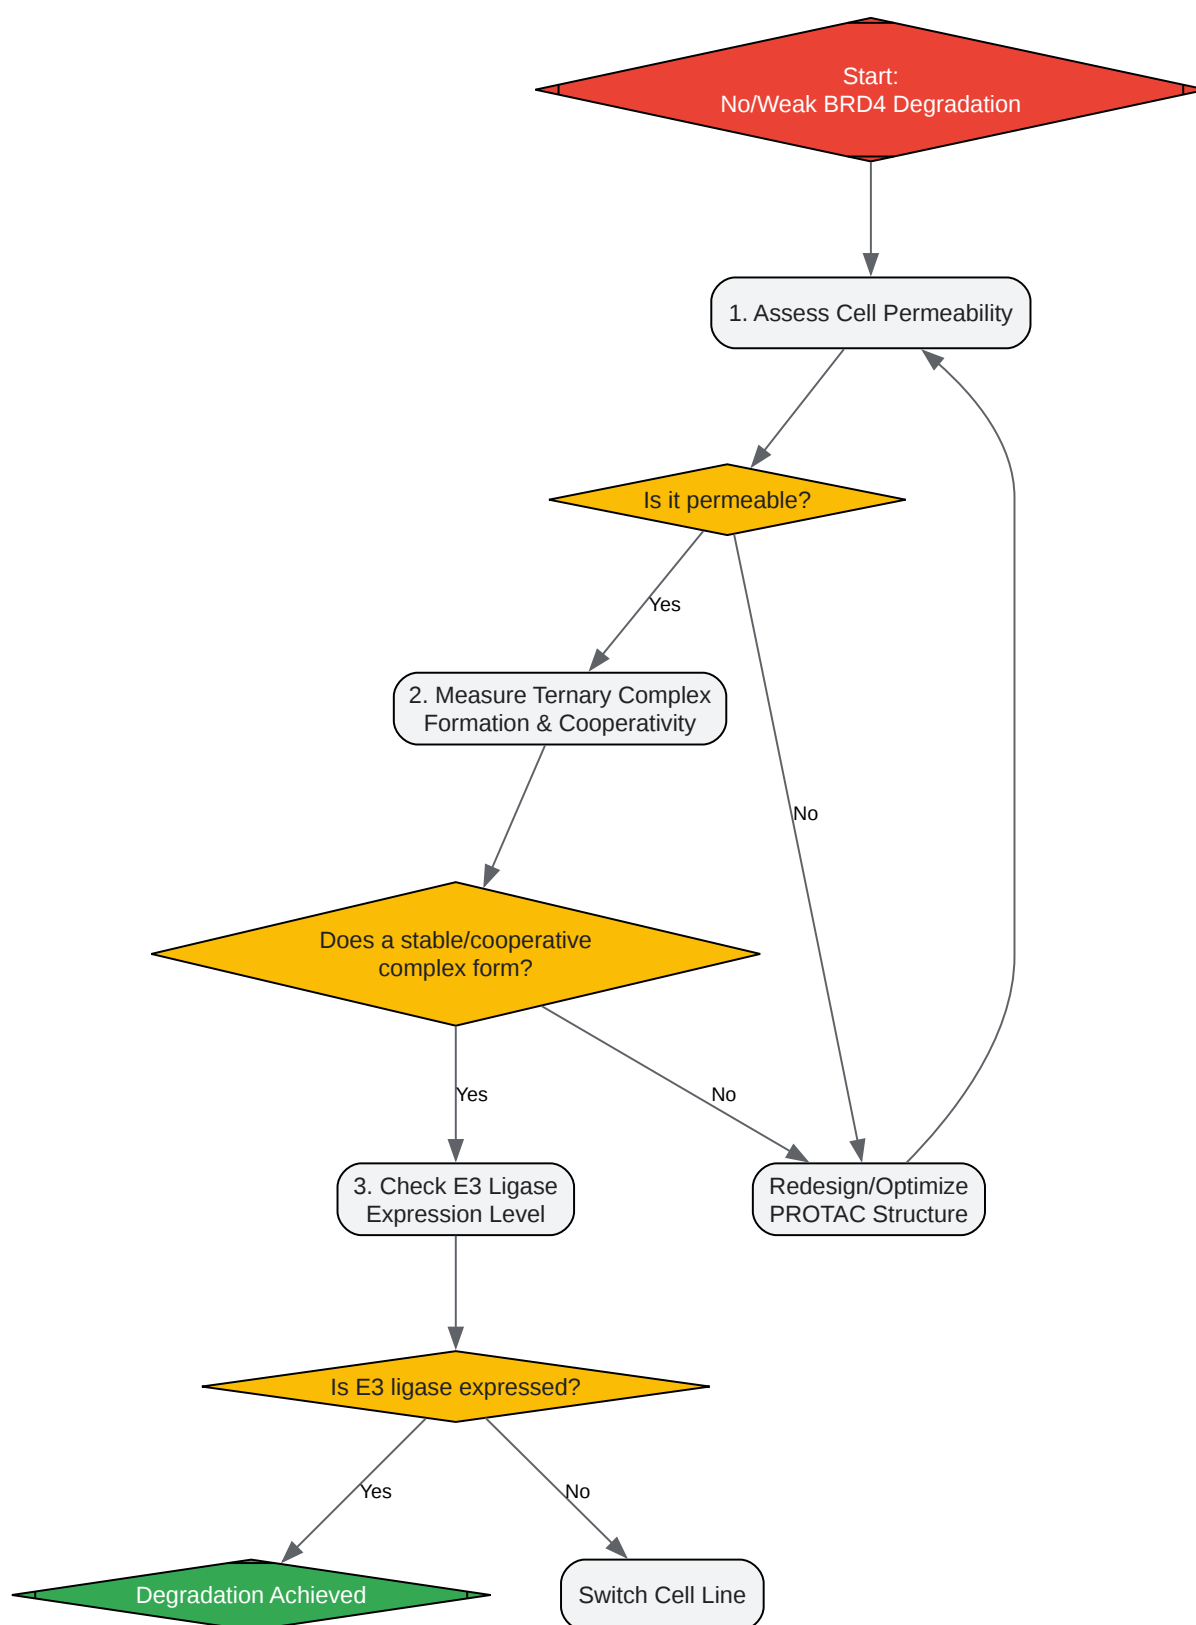 Start:
No/Weak BRD4 Degradation
1. Assess Cell Permeability
Is it permeable?
Yes
2. Measure Ternary Complex
Formation & Cooperativity
No
Does a stable/cooperative
complex form?
Yes
No
3. Check E3 Ligase
Expression Level
Redesign/Optimize
PROTAC Structure
Is E3 ligase expressed?
Yes
No
Degradation Achieved
Switch Cell Line